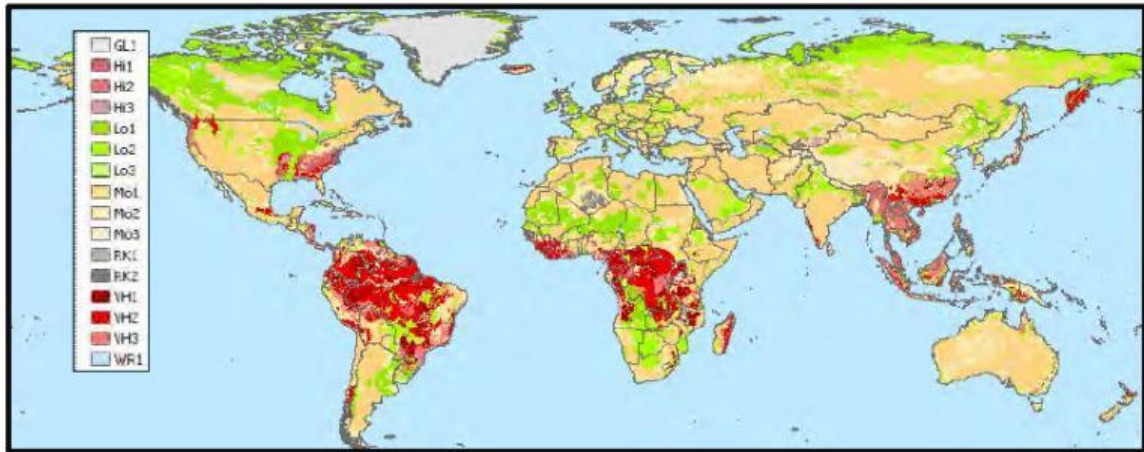 GL1
Hi1
Hi2
Hi3
Lo1
Lo2
Lo3
Mo1
Mo2
Mo3
RK1
RK2
VH1
VH2
VH3
WR1